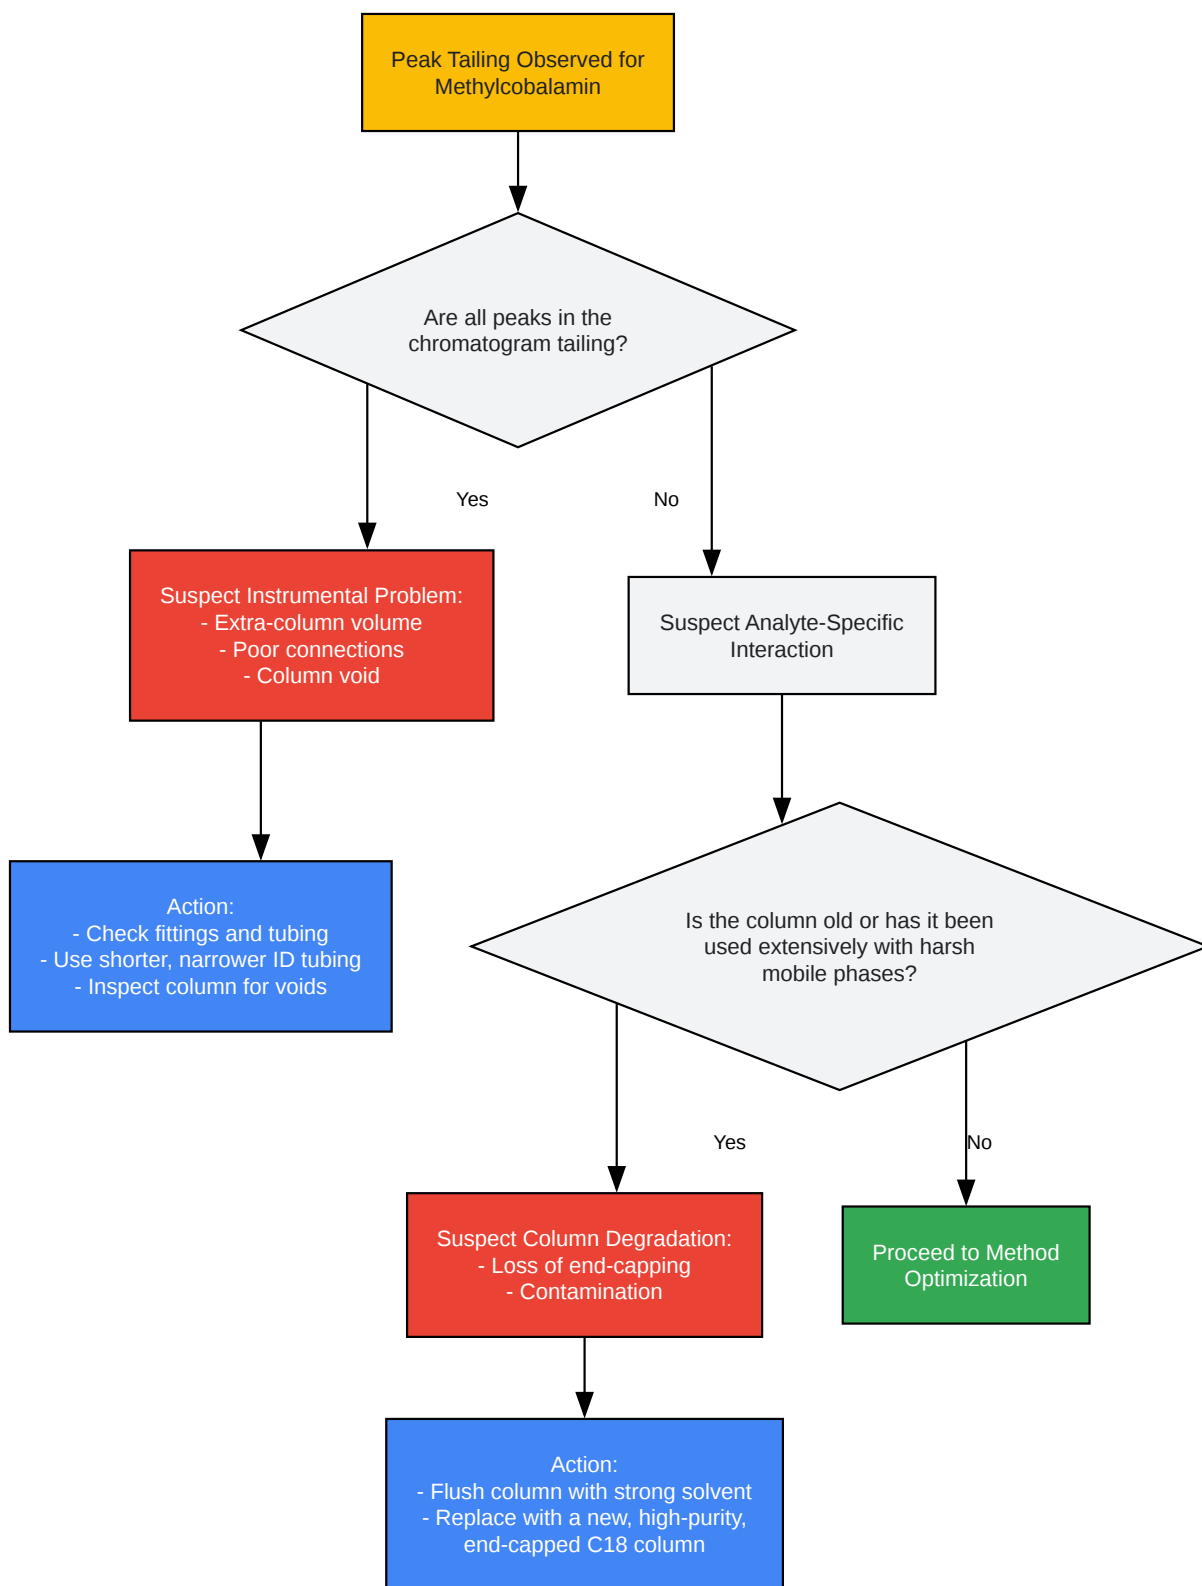 Peak Tailing Observed for
Methylcobalamin
Are all peaks in the
chromatogram tailing?
Yes
No
Suspect Instrumental Problem:
- Extra-column volume
- Poor connections
- Column void
Suspect Analyte-Specific
Interaction
Action:
- Check fittings and tubing
- Use shorter, narrower ID tubing
- Inspect column for voids
Is the column old or has it been
used extensively with harsh
mobile phases?
Yes
No
Suspect Column Degradation:
- Loss of end-capping
- Contamination
Proceed to Method
Optimization
Action:
- Flush column with strong solvent
- Replace with a new, high-purity,
end-capped C18 column